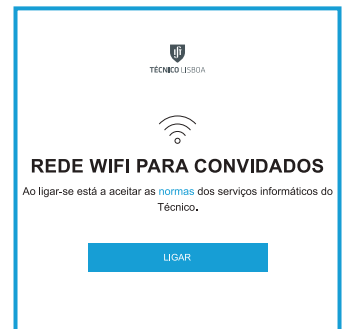 TÉCNICO LISBOA
REDE WIFI PARA CONVIDADOS
Ao ligar-se está a aceitar as normas dos serviços informáticos do
Técnico.
LIGAR